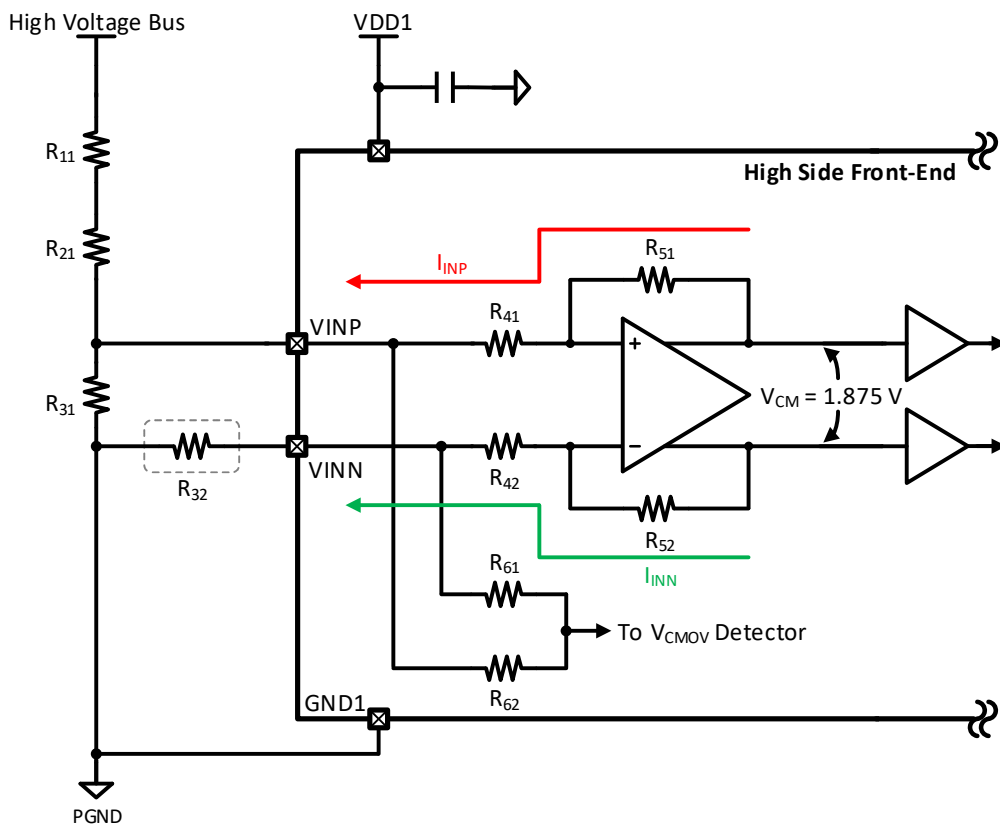 High Voltage Bus
VDD1
R11
High Side Front-End
R21
IINP
R51
VINP
R41
+
R31
VCM = 1.875 V
VINN
−
R32
R42
R52
R61
IINN
To VCMOV Detector
R62
GND1
PGND